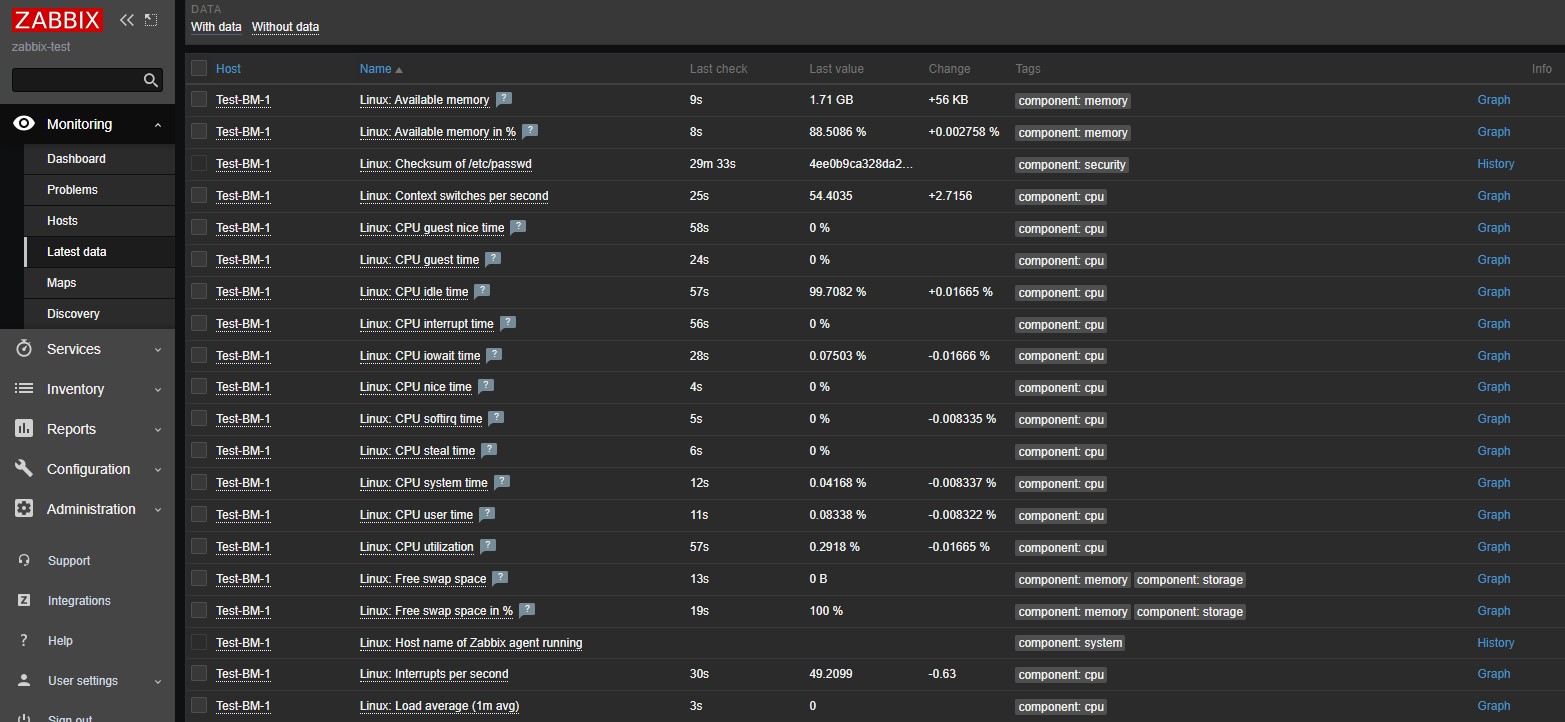 ZABBIX
zabbix-test
Monitoring
Dashboard
Problems
Hosts
Latest data
Maps
Discovery
Services
Inventory
Reports
Configuration
Administration
Support
Z Integrations
? Help
User settings
Sign out
DATA
With data Without data
Host Name Last check Last value Change Tags Info
Test-BM-1 Linux: Available memory ? 9s 1.71 GB +56 KB component: memory Graph
Test-BM-1 Linux: Available memory in % ? 8s 88.5086 % +0.002758 % component: memory Graph
Test-BM-1 Linux: Checksum of /etc/passwd 29m 33s 4ee0b9ca328da2... component: security History
Test-BM-1 Linux: Context switches per second 25s 54.4035 +2.7156 component: cpu Graph
Test-BM-1 Linux: CPU guest nice time ? 58s 0 % component: cpu Graph
Test-BM-1 Linux: CPU guest time ? 24s 0 % component: cpu Graph
Test-BM-1 Linux: CPU idle time ? 57s 99.7082 % +0.01665 % component: cpu Graph
Test-BM-1 Linux: CPU interrupt time ? 56s 0 % component: cpu Graph
Test-BM-1 Linux: CPU iowait time ? 28s 0.07503 % -0.01666 % component: cpu Graph
Test-BM-1 Linux: CPU nice time ? 4s 0 % component: cpu Graph
Test-BM-1 Linux: CPU softirq time ? 5s 0 % -0.008335 % component: cpu Graph
Test-BM-1 Linux: CPU steal time ? 6s 0 % component: cpu Graph
Test-BM-1 Linux: CPU system time ? 12s 0.04168 % -0.008337 % component: cpu Graph
Test-BM-1 Linux: CPU user time ? 11s 0.08338 % -0.008322 % component: cpu Graph
Test-BM-1 Linux: CPU utilization ? 57s 0.2918 % -0.01665 % component: cpu Graph
Test-BM-1 Linux: Free swap space ? 13s 0 B component: memory component: storage Graph
Test-BM-1 Linux: Free swap space in % ? 19s 100 % component: memory component: storage Graph
Test-BM-1 Linux: Host name of Zabbix agent running component: system History
Test-BM-1 Linux: Interrupts per second 30s 49.2099 -0.63 component: cpu Graph
Test-BM-1 Linux: Load average (1m avg) 3s 0 component: cpu Graph